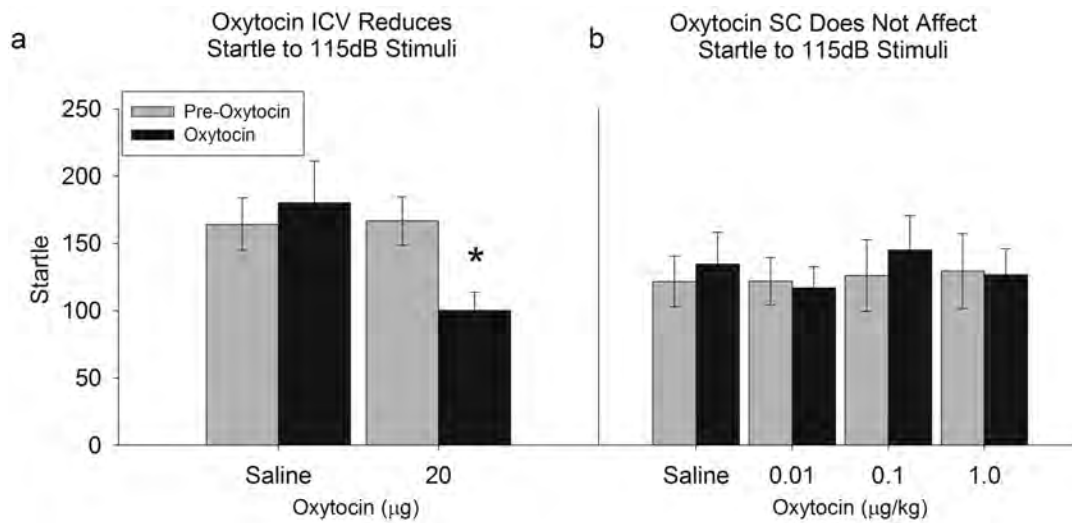 a
Oxytocin ICV Reduces
Startle to 115dB Stimuli
Pre-Oxytocin
Oxytocin
Startle
250
200
150
100
50
0
*
Saline
20
Oxytocin (μg)
b
Oxytocin SC Does Not Affect
Startle to 115dB Stimuli
Saline
0.01
0.1
1.0
Oxytocin (μg/kg)